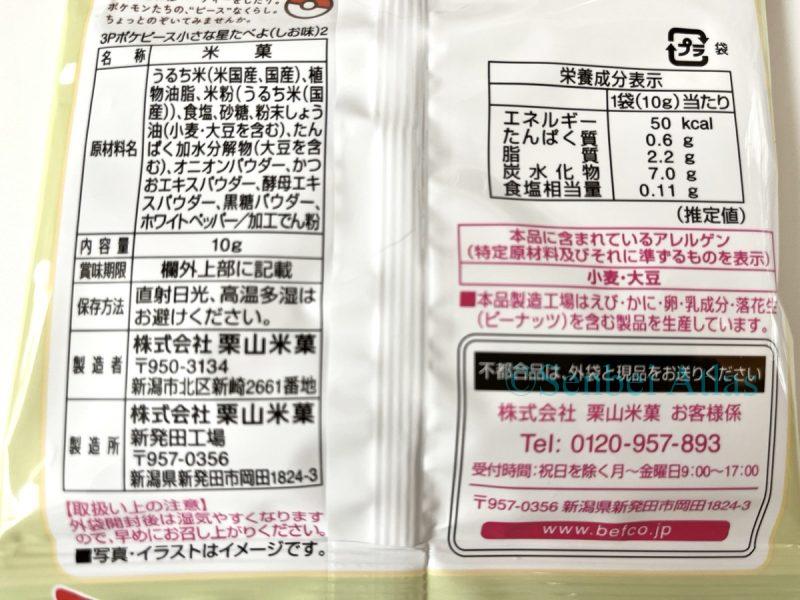 ポケモンたちの、"ピース"なくらし。
ちょっとのぞいてみませんか。
3Pポケピース小さな星たべよ(しお味)2
名称 米菓
原材料名 うるち米(米国産、国産)、植
物油脂、米粉(うるち米(国
産))、食塩、砂糖、粉末しょう
油(小麦・大豆を含む)、たん
ぱく加水分解物(大豆を含
む)、オニオンパウダー、かつ
おエキスパウダー、酵母エキ
スパウダー、黒糖パウダー、
ホワイトペッパー/加工でん粉
内容量 10g
賞味期限 欄外上部に記載
保存方法 直射日光、高温多湿は
お避けください。
製造者 株式会社 栗山米菓
〒950-3134
新潟市北区新崎2661番地
製造所 株式会社 栗山米菓
新発田工場
〒957-0356
新潟県新発田市岡田1824-3
【取扱い上の注意】
外袋開封後は湿気やすくなります
ので、早めにお召し上がりください。
■写真・イラストはイメージです。
プラ 袋
栄養成分表示
1袋(10g)当たり
エネルギー 50 kcal
たんぱく質 0.6 g
脂質 2.2 g
炭水化物 7.0 g
食塩相当量 0.11 g
(推定値)
本品に含まれているアレルゲン
(特定原材料及びそれに準ずるものを表示)
小麦・大豆
■本品製造工場はえび・かに・卵・乳成分・落花生
(ピーナッツ)を含む製品を生産しています。
不都合品は、外袋と現品をお送りください
©Senbei Atlas
株式会社 栗山米菓 お客様係
Tel: 0120-957-893
受付時間：祝日を除く月〜金曜日9:00〜17:00
〒957-0356 新潟県新発田市岡田1824-3
www.befco.jp